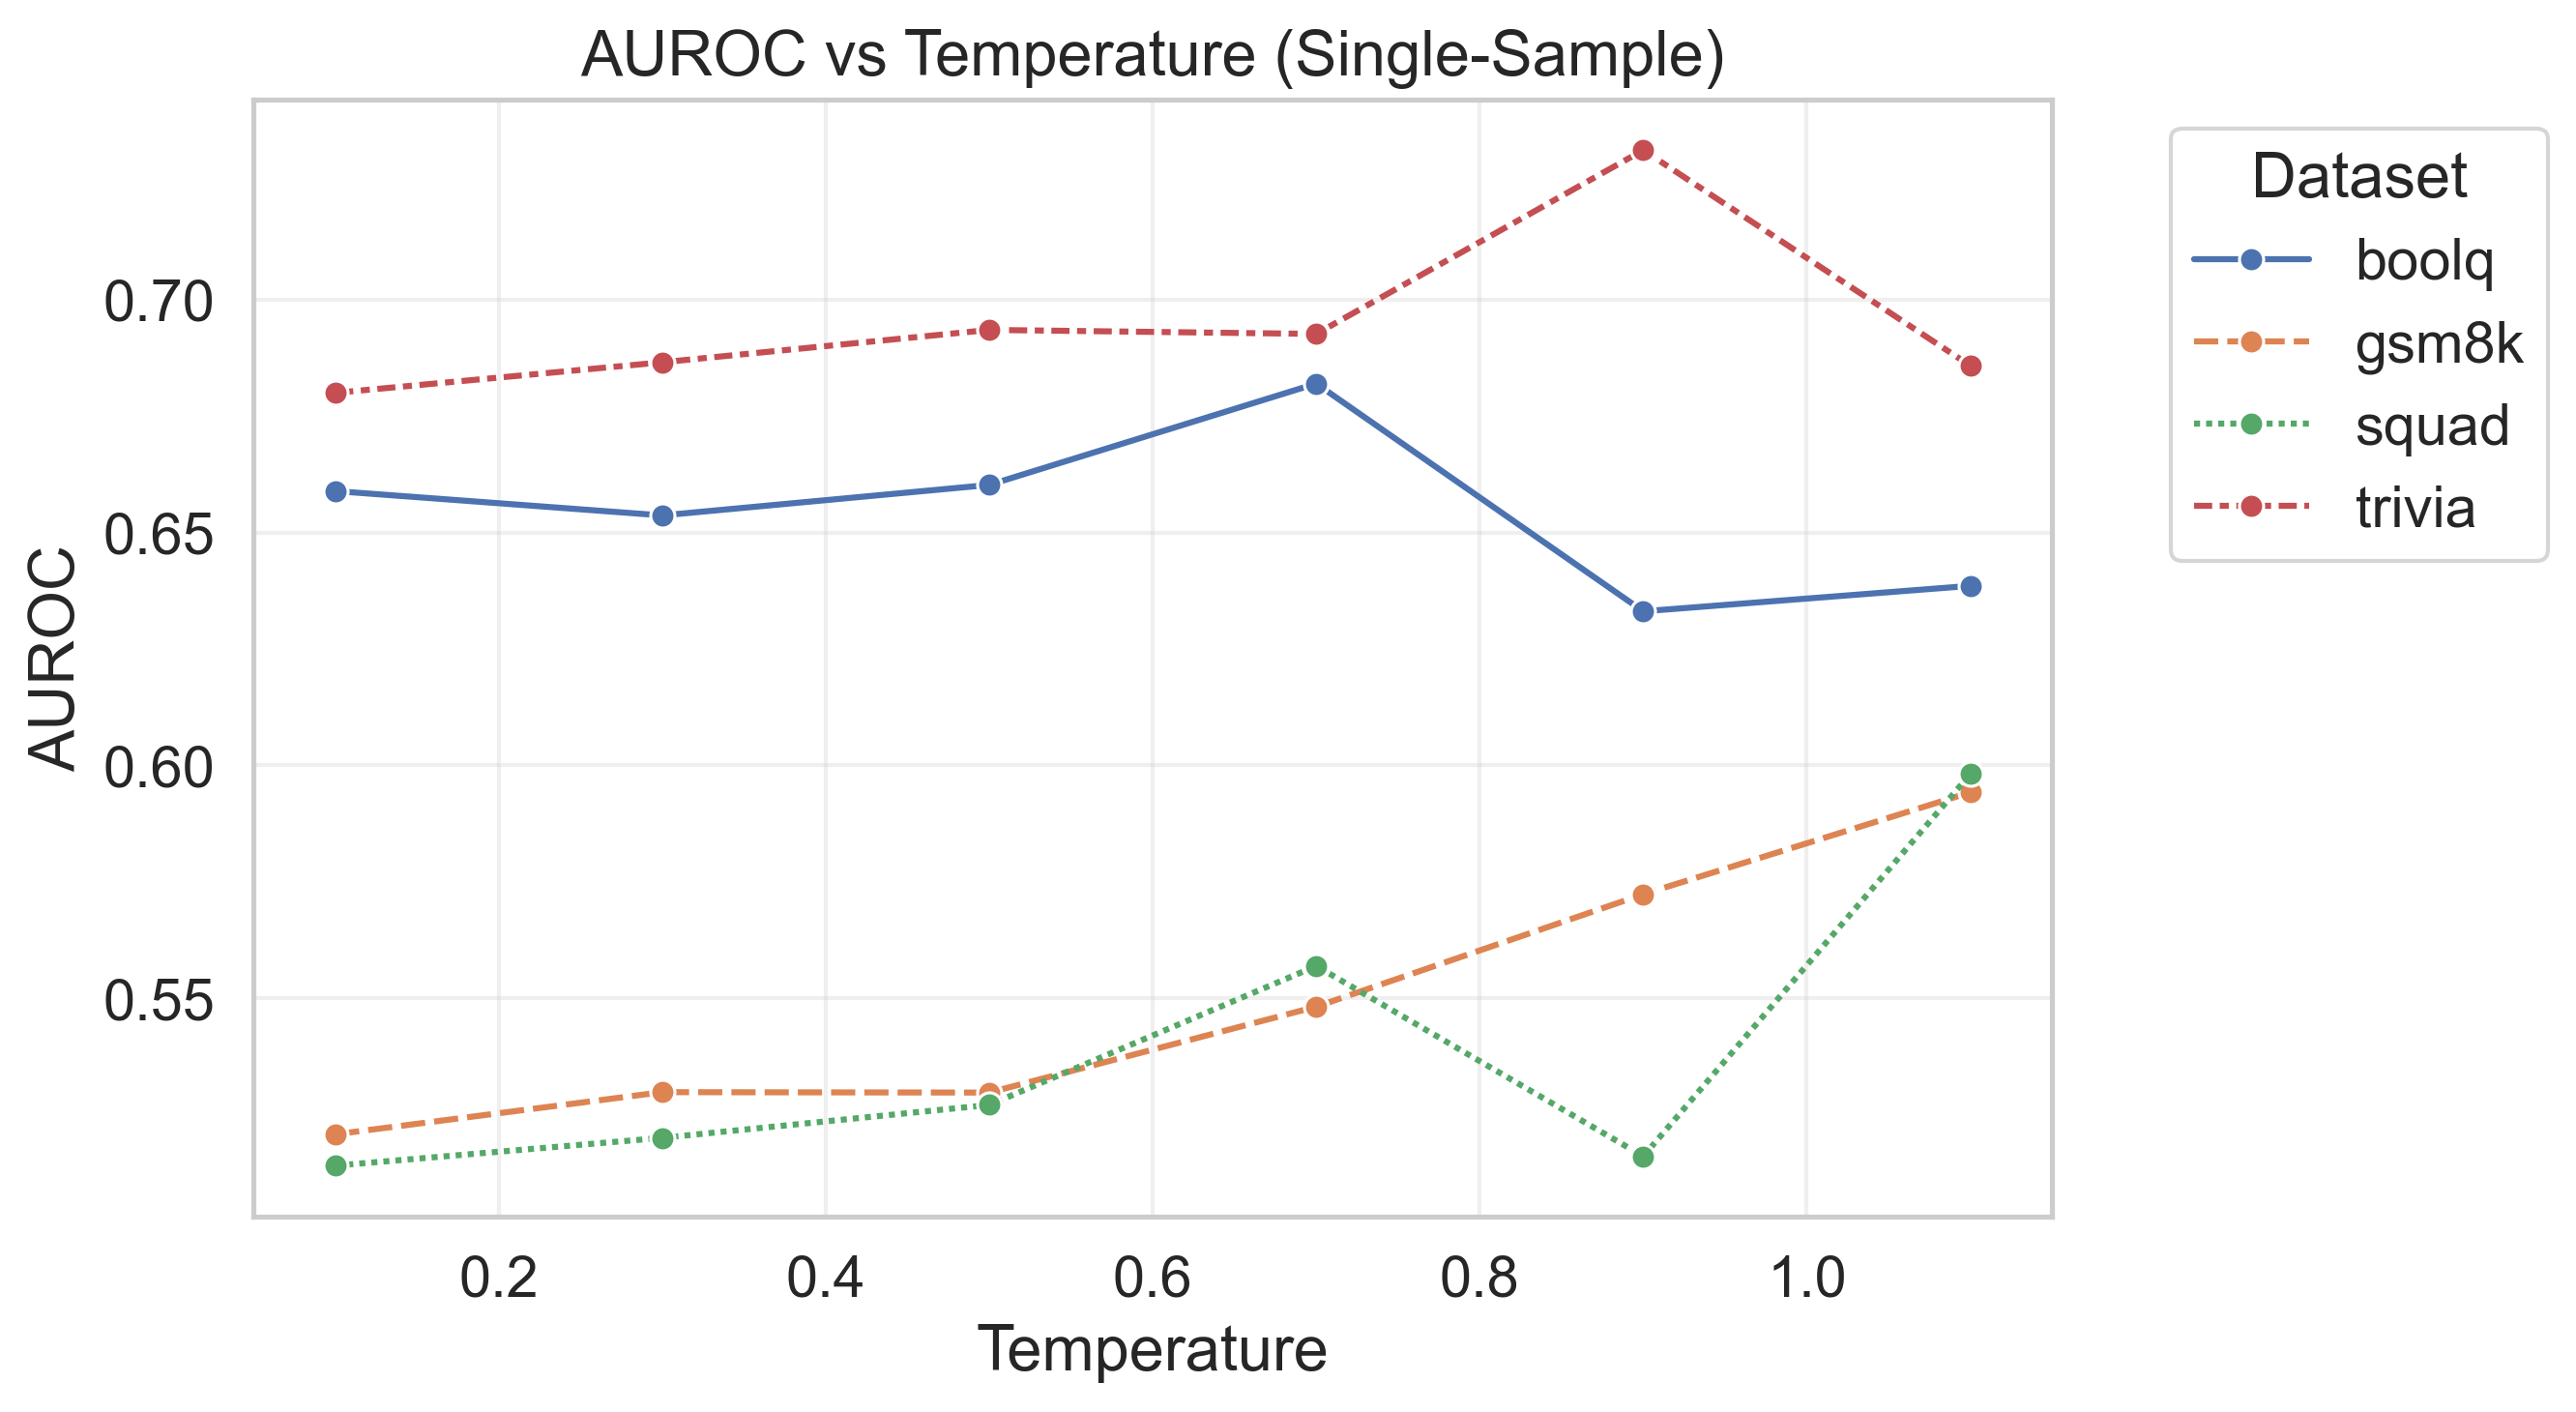 AUROC vs Temperature (Single-Sample)
AUROC
0.70
0.65
0.60
0.55
0.2
0.4
0.6
0.8
1.0
Temperature
Dataset
boolq
gsm8k
squad
trivia